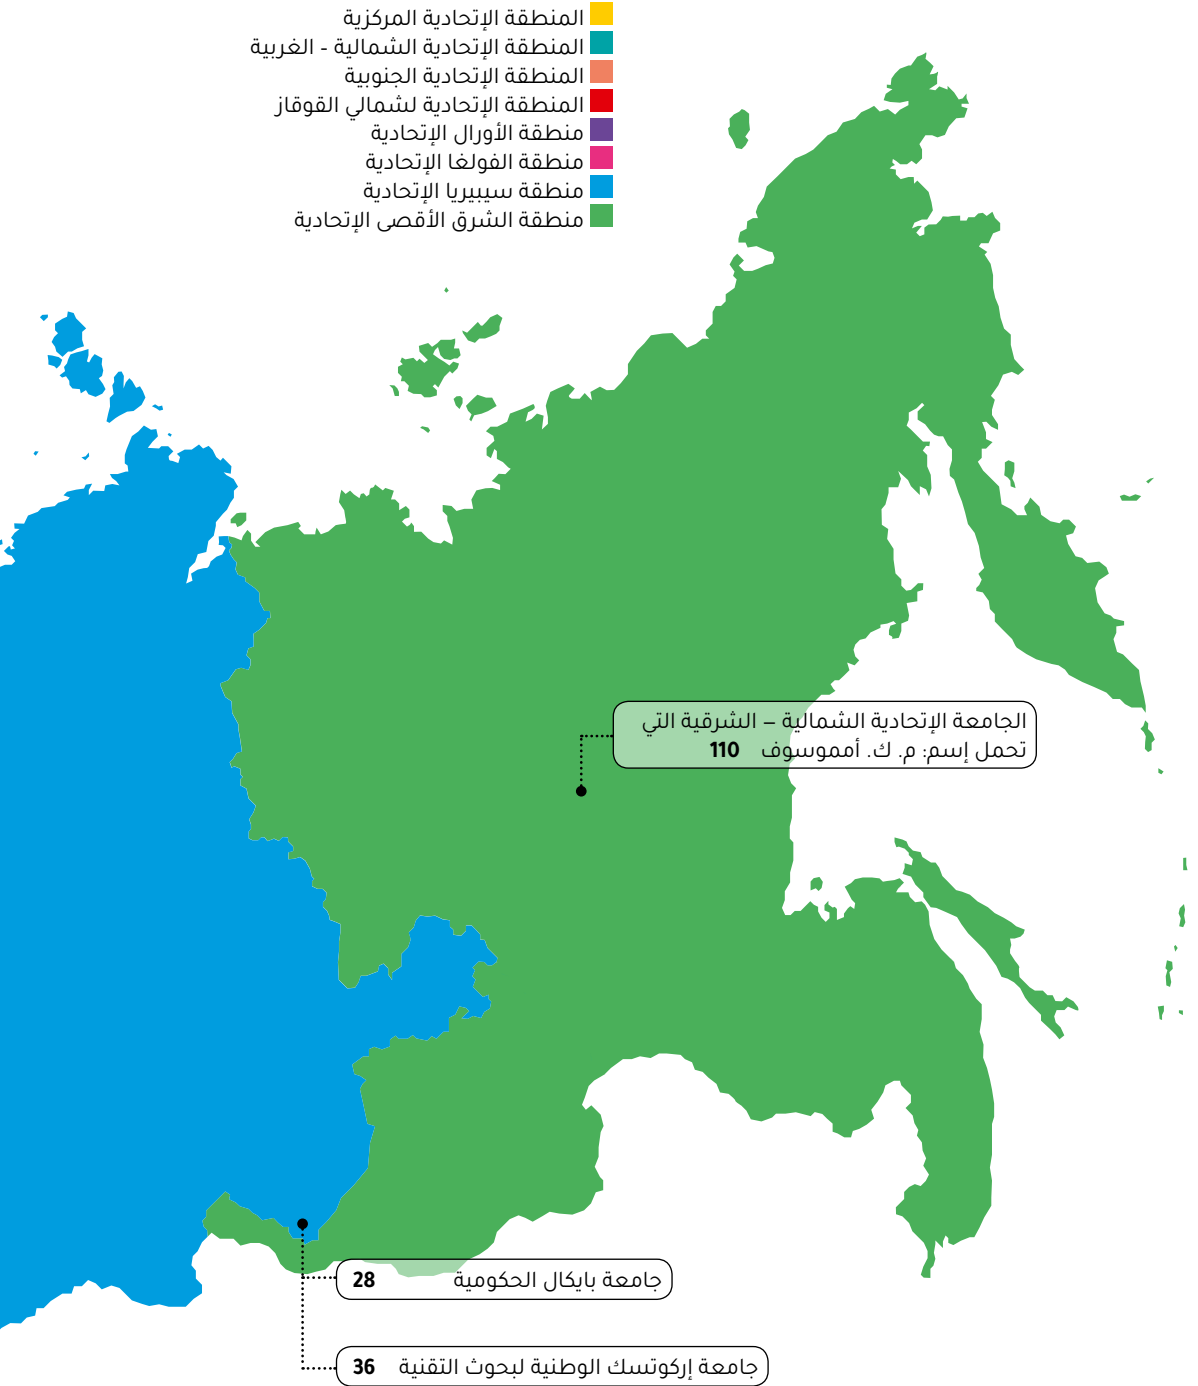 المنطقة الإتحادية المركزية
المنطقة الإتحادية الشمالية - الغربية
المنطقة الإتحادية الجنوبية
المنطقة الإتحادية لشمالي القوقاز
منطقة الأورال الإتحادية
منطقة الفولغا الإتحادية
منطقة سيبيريا الإتحادية
منطقة الشرق الأقصى الإتحادية
الجامعة الإتحادية الشمالية – الشرقية التي
تحمل إسم: م. ك. أمموسوف 110
جامعة بايكال الحكومية 28
جامعة إركوتسك الوطنية لبحوث التقنية 36